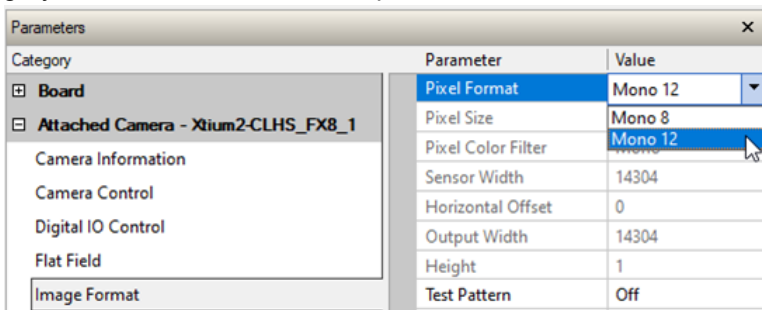 Parameters
Category Parameter Value
Board Pixel Format Mono 12
Attached Camera - Xtium2-CLHS_FX8_1 Pixel Size Mono 8
Camera Information Pixel Color Filter Mono 12
Camera Control Sensor Width 14304
Horizontal Offset 0
Digital IO Control Output Width 14304
Flat Field Height 1
Image Format Test Pattern Off